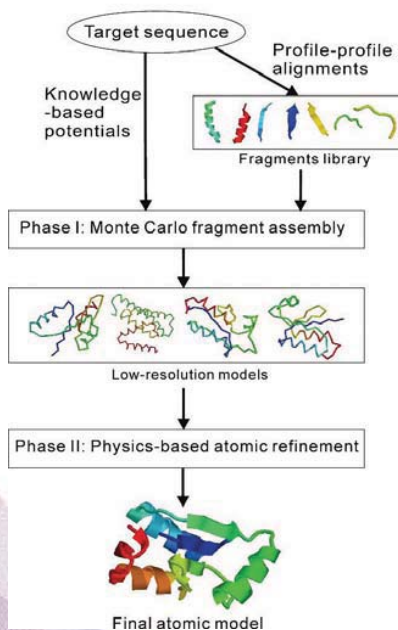 Target sequence
Profile-profile
alignments
Knowledge
-based
potentials
Fragments library
Phase I: Monte Carlo fragment assembly
Low-resolution models
Phase II: Physics-based atomic refinement
Final atomic model